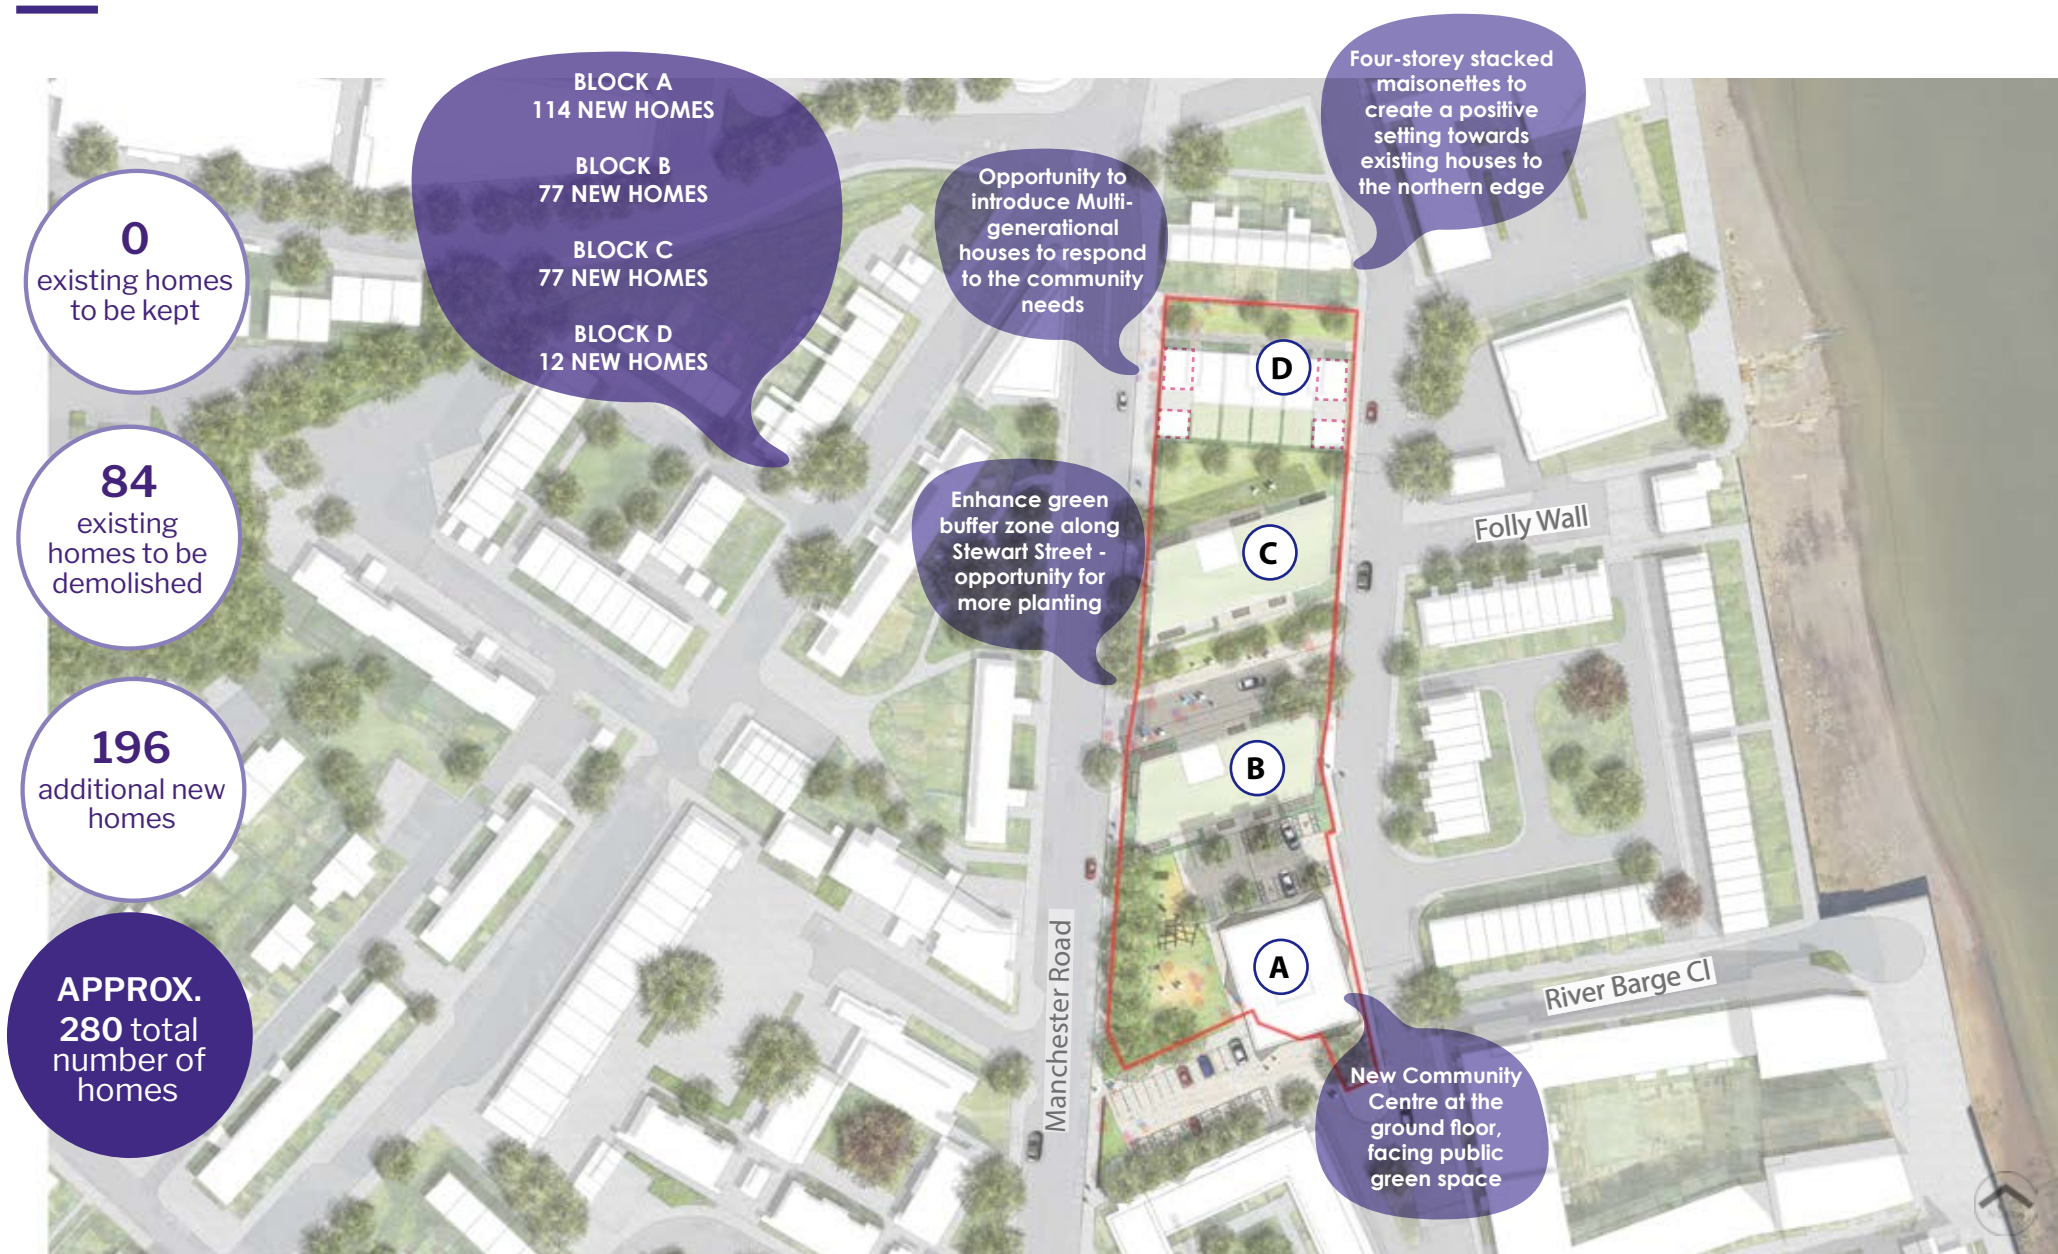 BLOCK A
114 NEW HOMES
BLOCK B
77 NEW HOMES
BLOCK C
77 NEW HOMES
BLOCK D
12 NEW HOMES
Four-storey stacked
maisonettes to
create a positive
setting towards
existing houses to
the northern edge
Opportunity to
introduce Multi-
generational
houses to respond
to the community
needs
0
existing homes
to be kept
84
existing
homes to be
demolished
196
additional new
homes
APPROX.
280 total
number of
homes
Enhance green
buffer zone along
Stewart Street -
opportunity for
more planting
D
C
B
A
Folly Wall
River Barge Cl
Manchester Road
New Community
Centre at the
ground floor,
facing public
green space